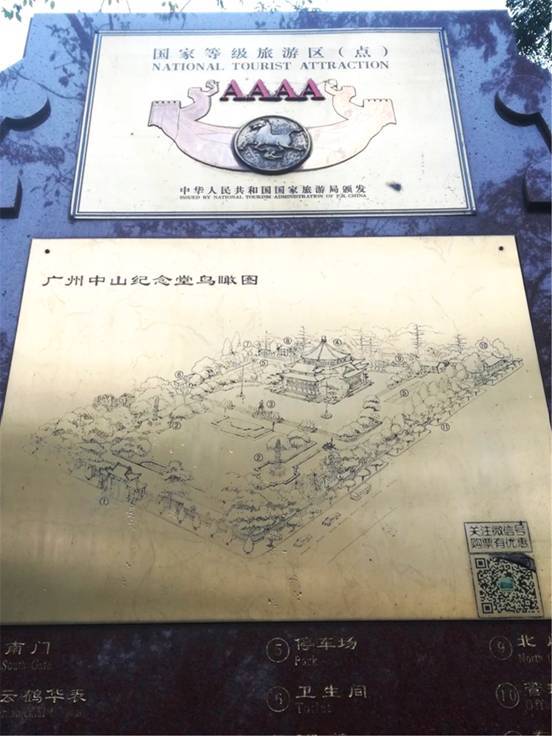 国家等级旅游区(点)
NATIONAL TOURIST ATTRACTION
AAAA
中华人民共和国国家旅游局颁发
ISSUED BY NATIONAL TOURISM ADMINISTRATION OF P.R.CHINA
广州中山纪念堂鸟瞰图
关注微信号
购票有优惠
南门
South Gate
云鹤华表
⑤ 停车场
Park
⑥ 卫生间
Toilet
⑨ 北
North
⑩